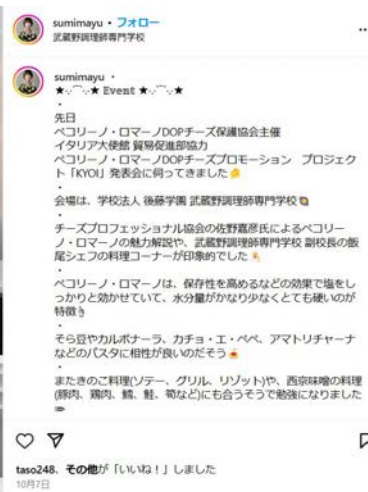 sumimayu • フォロー
武蔵野調理師専門学校
sumimayu •
★⌒★ Event ★⌒★
・
先日
ペコリーノ・ロマーノDOPチーズ保護協会主催
イタリア大使館 貿易促進部協力
ペコリーノ・ロマーノDOPチーズプロモーション プロジェク
ト「KYOI」発表会に伺ってきました
・
会場は、学校法人 後藤学園 武蔵野調理師専門学校
・
チーズプロフェッショナル協会の佐野嘉彦氏によるペコリー
ノ・ロマーノの魅力解説や、武蔵野調理師専門学校 副校長の飯
尾シェフの料理コーナーが印象的でした
・
ペコリーノ・ロマーノは、保存性を高めるなどの効果で塩をし
っかりと効かせていて、水分量がかなり少なくとても硬いのが
特徴
・
そら豆やカルボナーラ、カチョ・エ・ペペ、アマトリチャーナ
などのパスタに相性が良いのだそう
・
またきのこ料理(ソテー、グリル、リゾット)や、西京味噌の料理
(豚肉、鶏肉、鱈、鮭、筍など)にも合うそうで勉強になりました
taso248、その他が「いいね！」しました
10月7日